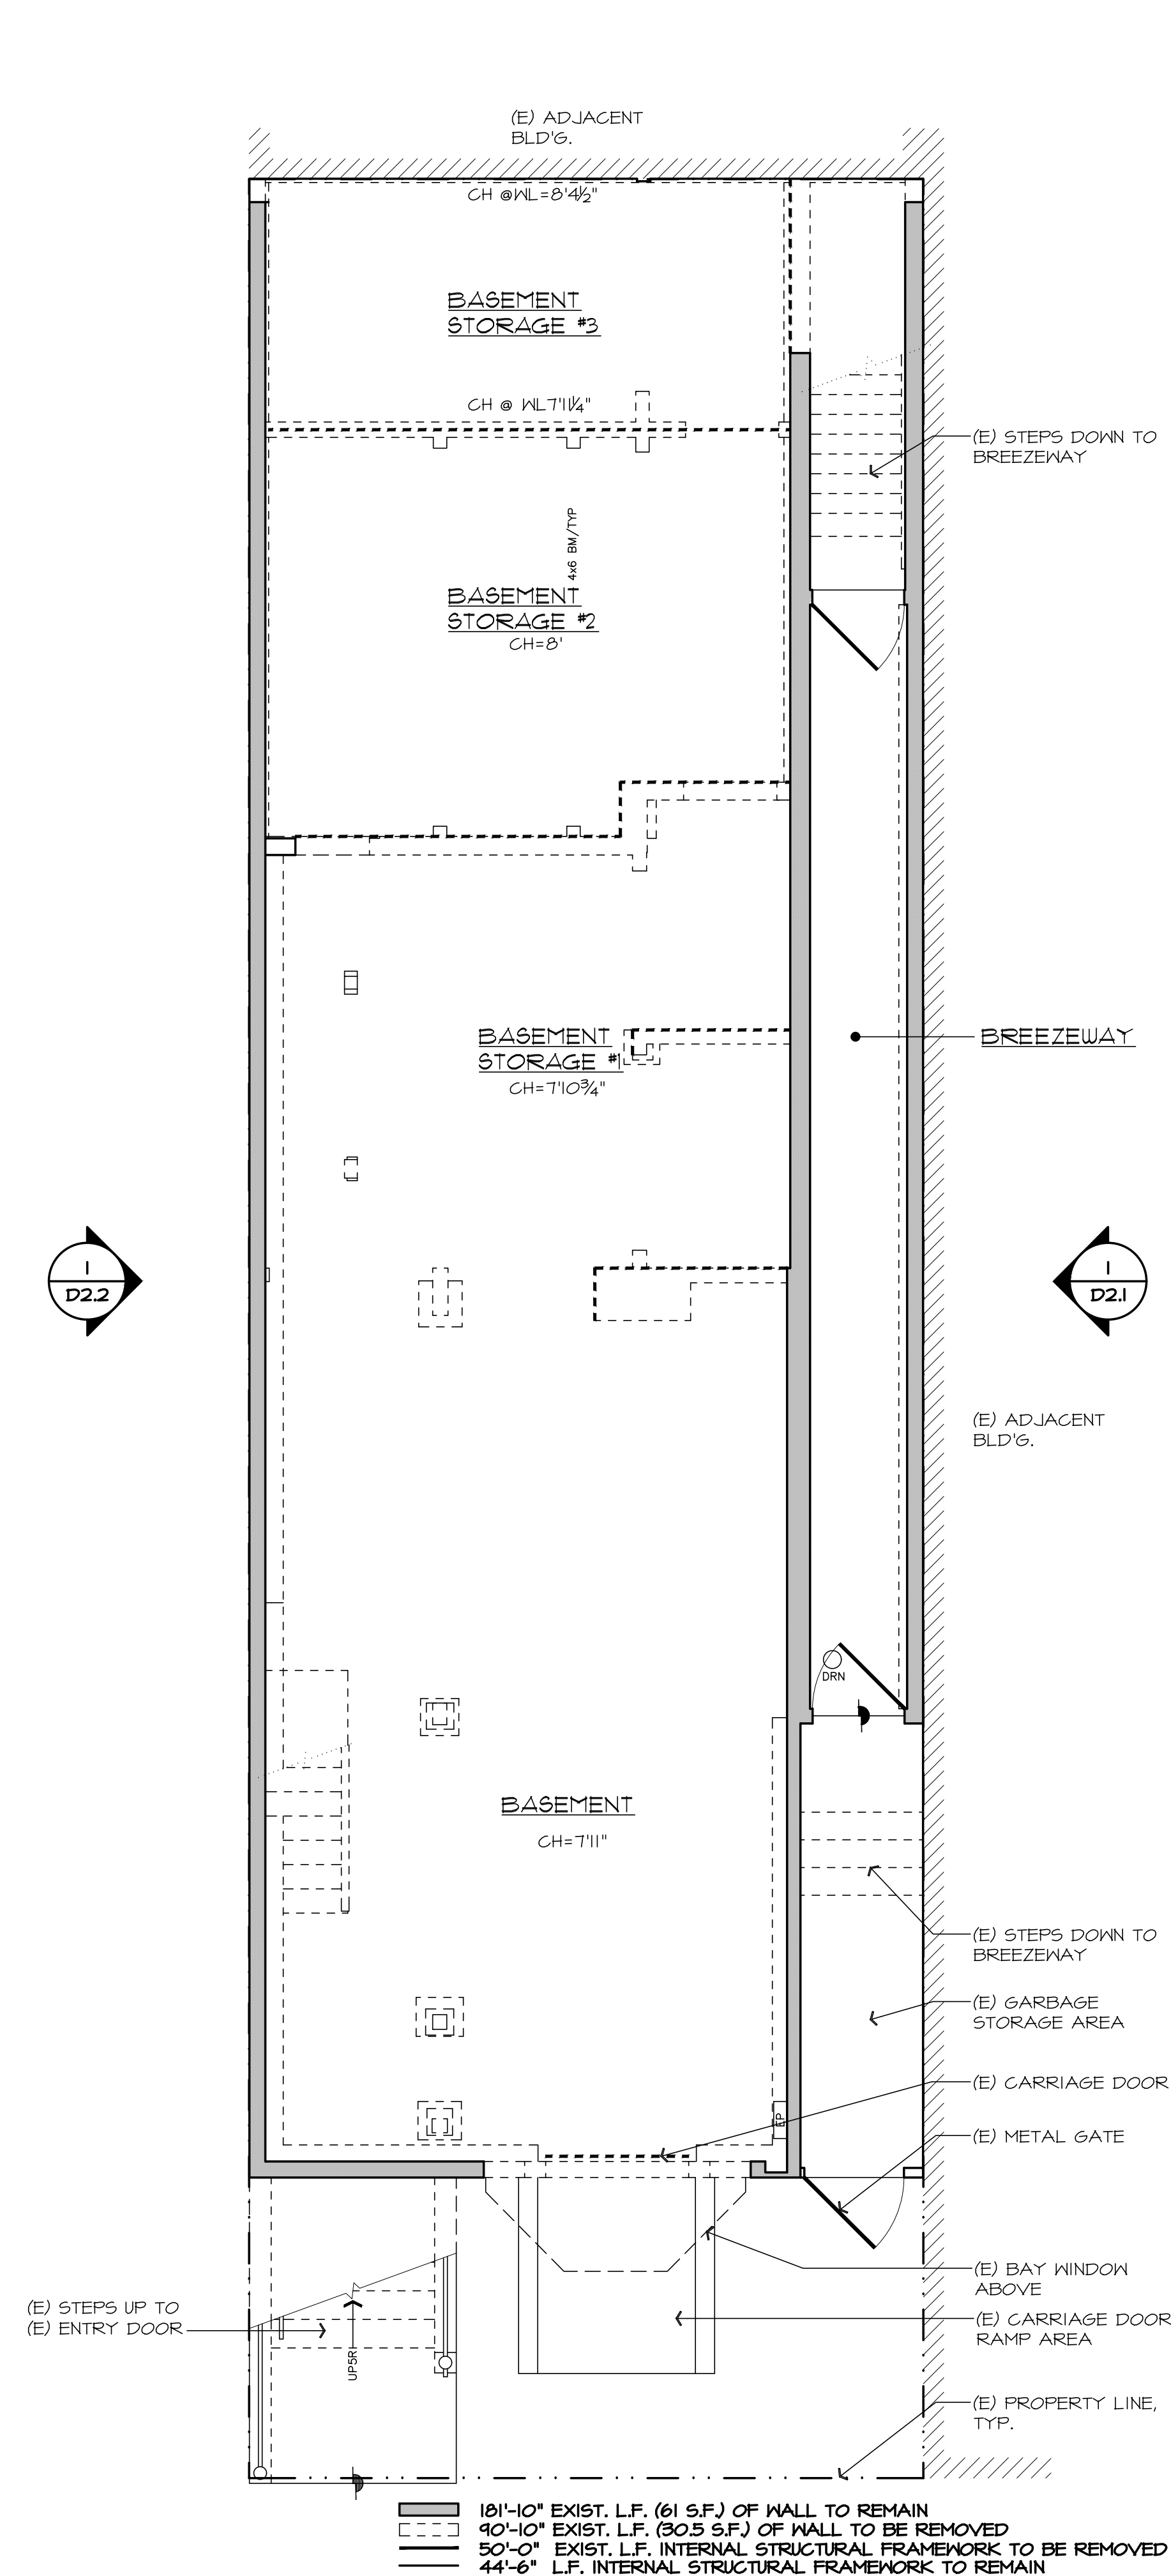 (E) ADJACENT
BLD'G.
CH @WL=8'4½"
BASEMENT
STORAGE #3
CH @ WL7'11¼"
(E) STEPS DOWN TO
BREEZEWAY
4x6 BM/TYP
BASEMENT
STORAGE #2
CH=8'
BASEMENT
STORAGE #1
CH=7'10¾"
BREEZEWAY
1
D2.2
1
D2.1
(E) ADJACENT
BLD'G.
DRN
BASEMENT
CH=7'11"
(E) STEPS DOWN TO
BREEZEWAY
(E) GARBAGE
STORAGE AREA
(E) CARRIAGE DOOR
EP
(E) METAL GATE
(E) BAY WINDOW
ABOVE
(E) STEPS UP TO
(E) ENTRY DOOR
UP5R
(E) CARRIAGE DOOR
RAMP AREA
(E) PROPERTY LINE,
TYP.
181'-10" EXIST. L.F. (61 S.F.) OF WALL TO REMAIN
90'-10" EXIST. L.F. (30.5 S.F.) OF WALL TO BE REMOVED
50'-0" EXIST. L.F. INTERNAL STRUCTURAL FRAMEWORK TO BE REMOVED
44'-6" L.F. INTERNAL STRUCTURAL FRAMEWORK TO REMAIN